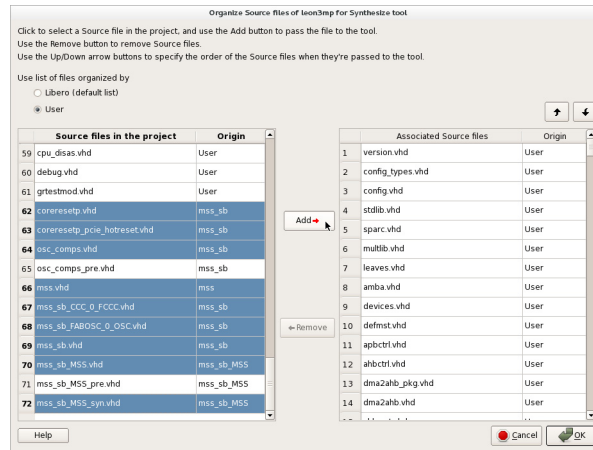 Organize Source files of leon3mp for Synthesize tool
Click to select a Source file in the project, and use the Add button to pass the file to the tool.
Use the Remove button to remove Source files.
Use the Up/Down arrow buttons to specify the order of the Source files when they're passed to the tool.
Use list of files organized by
Libero (default list)
User
Source files in the project Origin
59 cpu_disas.vhd User
60 debug.vhd User
61 grtestmod.vhd User
62 coreresetp.vhd mss_sb
63 coreresetp_pcie_hotreset.vhd mss_sb
64 osc_comps.vhd mss_sb
65 osc_comps_pre.vhd mss_sb
66 mss.vhd mss
67 mss_sb_CCC_0_FCCC.vhd mss_sb
68 mss_sb_FABOSC_0_OSC.vhd mss_sb
69 mss_sb.vhd mss_sb
70 mss_sb_MSS.vhd mss_sb_MSS
71 mss_sb_MSS_pre.vhd mss_sb_MSS
72 mss_sb_MSS_syn.vhd mss_sb_MSS
Add
Remove
Associated Source files Origin
1 version.vhd User
2 config_types.vhd User
3 config.vhd User
4 stdlib.vhd User
5 sparc.vhd User
6 multlib.vhd User
7 leaves.vhd User
8 amba.vhd User
9 devices.vhd User
10 defmst.vhd User
11 apbctrl.vhd User
12 ahbctrl.vhd User
13 dma2ahb_pkg.vhd User
14 dma2ahb.vhd User
Help
Cancel
OK